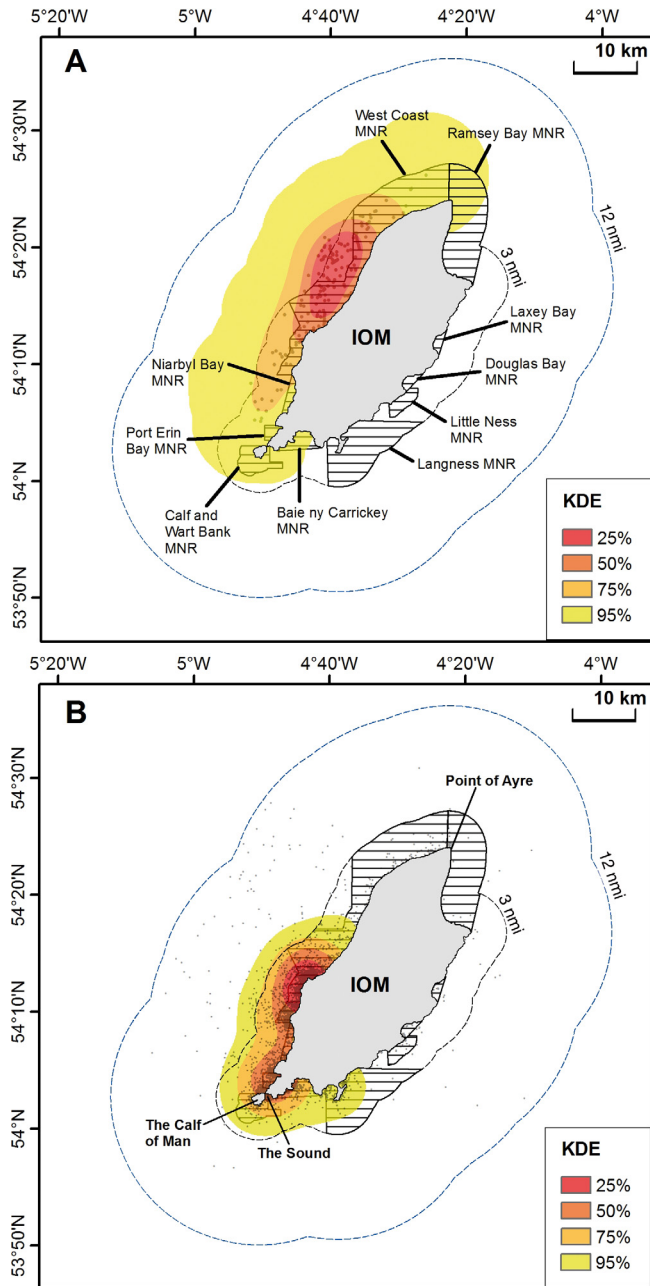 5°20'W 5°W 4°40'W 4°20'W 4°W
A
10 km
54°30'N
54°20'N
54°10'N
54°N
53°50'N
West Coast
MNR
Ramsey Bay MNR
12 nmi
3 nmi
IOM
Laxey Bay
MNR
Niarbyl Bay
MNR
Douglas Bay
MNR
Port Erin
Bay MNR
Little Ness
MNR
Langness MNR
Calf and
Wart Bank
MNR
Baie ny Carrickey
MNR
KDE
25%
50%
75%
95%
5°20'W 5°W 4°40'W 4°20'W 4°W
B
10 km
54°30'N
54°20'N
54°10'N
54°N
53°50'N
Point of Ayre
12 nmi
3 nmi
IOM
The Calf
of Man
The Sound
KDE
25%
50%
75%
95%